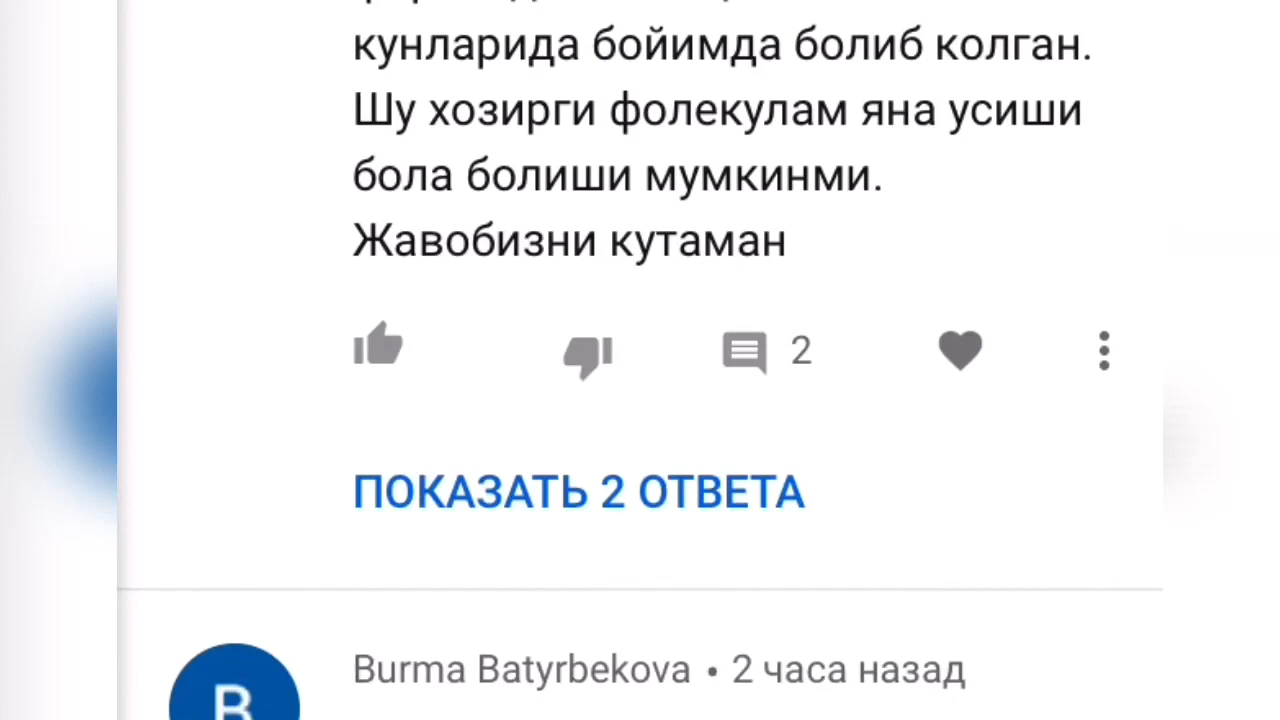 кунларида бойимда болиб колган.
Шу хозирги фолекулам яна усиши
бола болиши мумкинми.
Жавобизни кутаман
2
ПОКАЗАТЬ 2 ОТВЕТА
Burma Batyrbekova • 2 часа назад
B